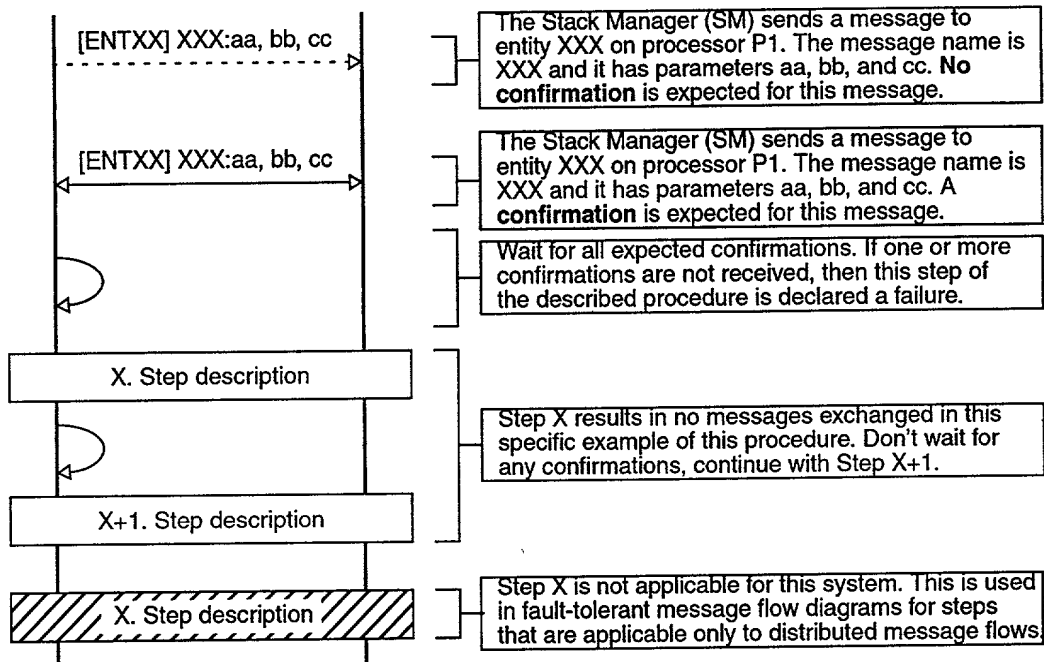 [ENTXX] XXX:aa, bb, cc
The Stack Manager (SM) sends a message to
entity XXX on processor P1. The message name is
XXX and it has parameters aa, bb, and cc. No
confirmation is expected for this message.
[ENTXX] XXX:aa, bb, cc
The Stack Manager (SM) sends a message to
entity XXX on processor P1. The message name is
XXX and it has parameters aa, bb, and cc. A
confirmation is expected for this message.
Wait for all expected confirmations. If one or more
confirmations are not received, then this step of
the described procedure is declared a failure.
X. Step description
Step X results in no messages exchanged in this
specific example of this procedure. Don't wait for
any confirmations, continue with Step X+1.
X+1. Step description
X. Step description
Step X is not applicable for this system. This is used
in fault-tolerant message flow diagrams for steps
that are applicable only to distributed message flows.